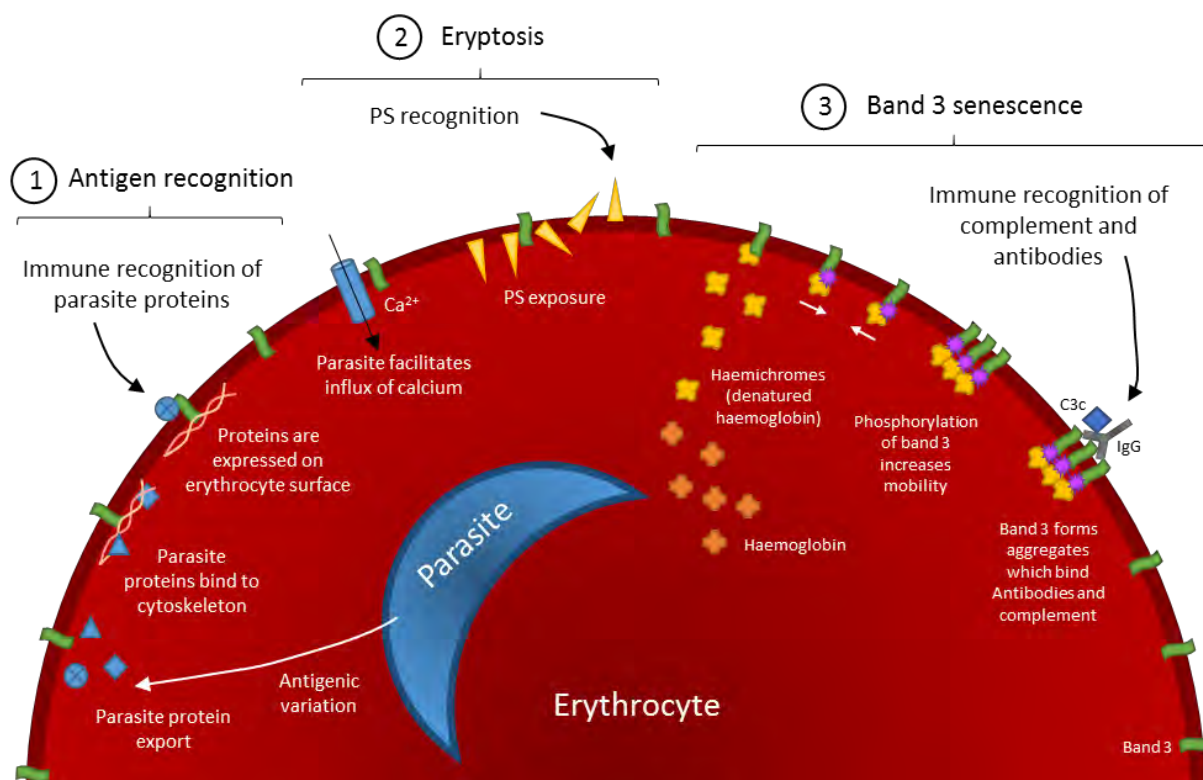 2 Eryptosis
PS recognition
3 Band 3 senescence
1 Antigen recognition
Immune recognition of
complement and
antibodies
Immune recognition of
parasite proteins
Ca²⁺
PS exposure
Parasite facilitates
influx of calcium
Haemichromes
(denatured
haemoglobin)
Phosphorylation
of band 3
increases
mobility
C3c
IgG
Proteins are
expressed on
erythrocyte surface
Parasite
Haemoglobin
Band 3 forms
aggregates
which bind
Antibodies and
complement
Parasite
proteins bind to
cytoskeleton
Antigenic
variation
Parasite protein
export
Erythrocyte
Band 3